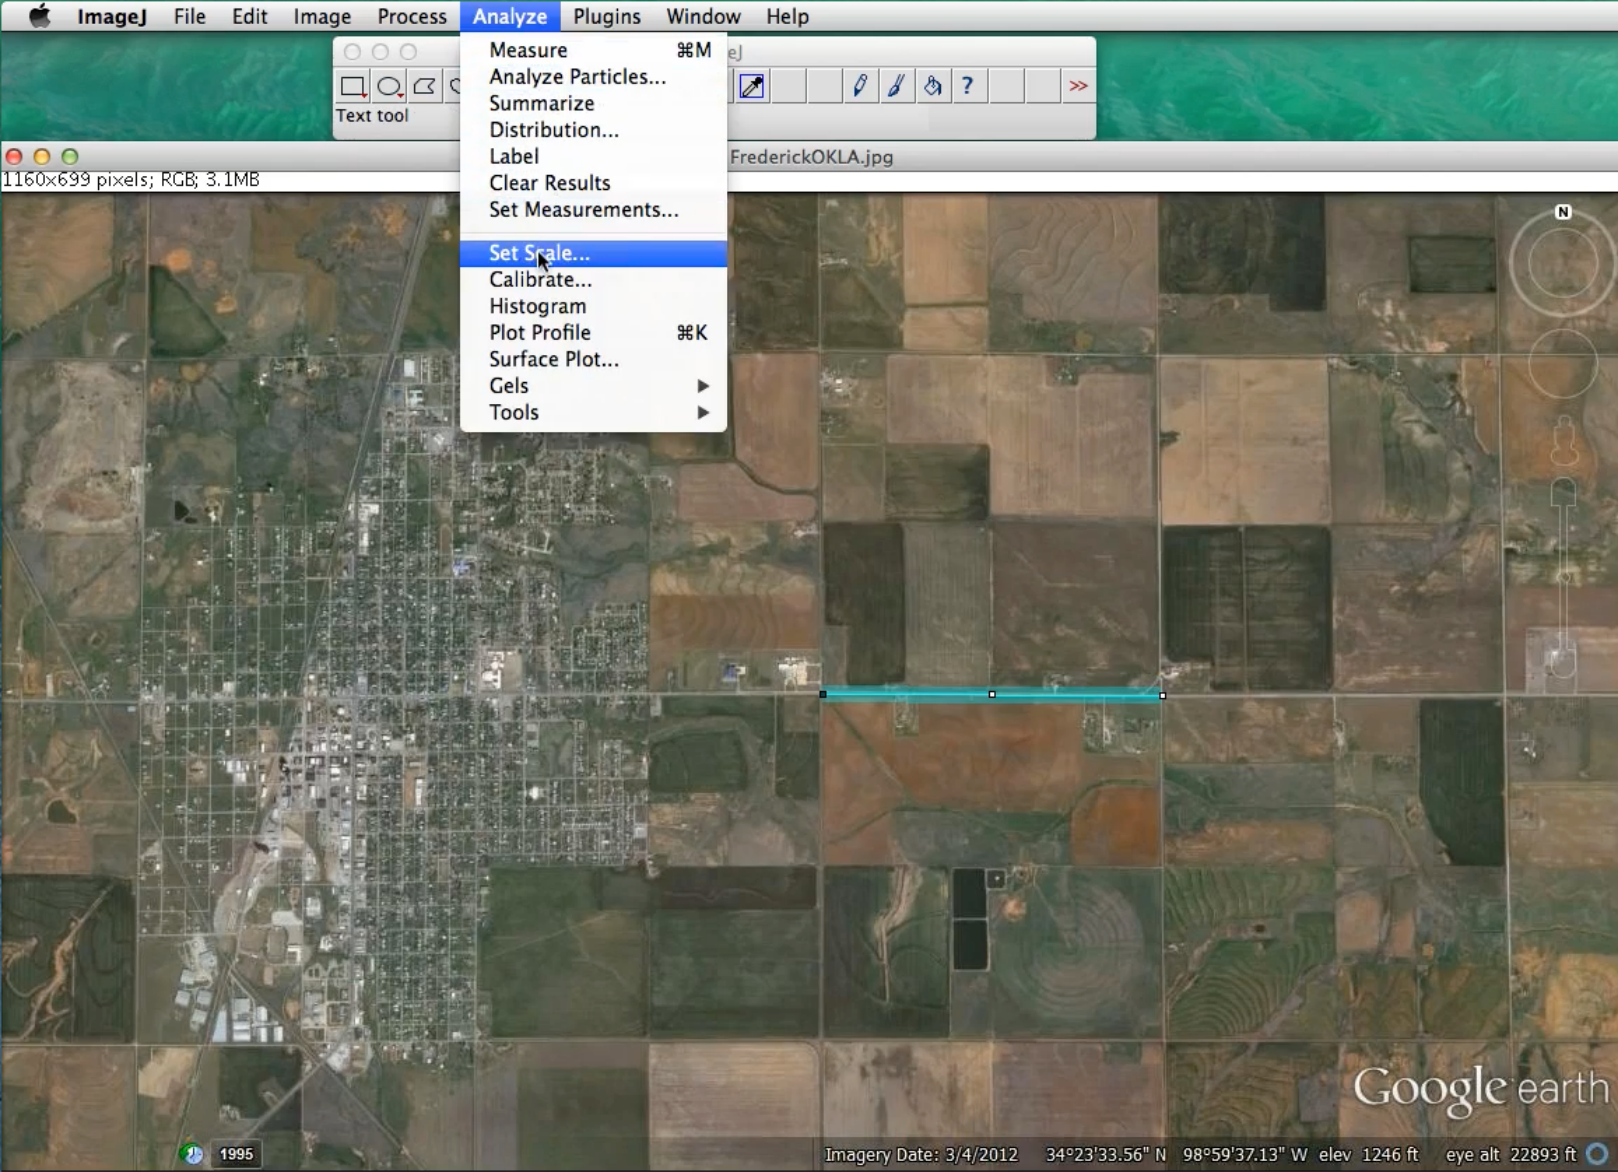 ImageJ File Edit Image Process Analyze Plugins Window Help
Measure ⌘M
Analyze Particles...
Summarize
Distribution...
Label
Clear Results
Set Measurements...
Set Scale...
Calibrate...
Histogram
Plot Profile ⌘K
Surface Plot...
Gels
Tools
eJ
? >>
Text tool
FrederickOKLA.jpg
1160x699 pixels; RGB; 3.1MB
N
Google earth
1995
Imagery Date: 3/4/2012 34°23'33.56" N 98°59'37.13" W elev 1246 ft eye alt 22893 ft